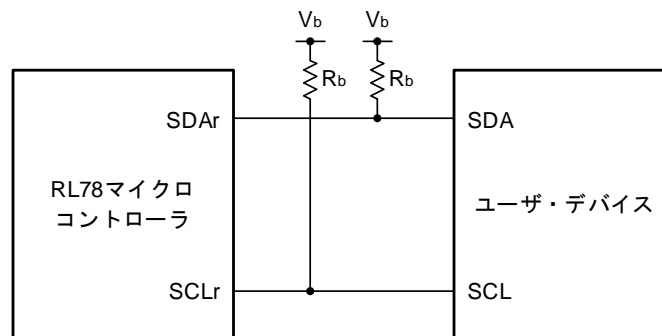 Vb Vb
Rb Rb
SDAr SDA
RL78マイクロ
コントローラ
ユーザ・デバイス
SCLr SCL